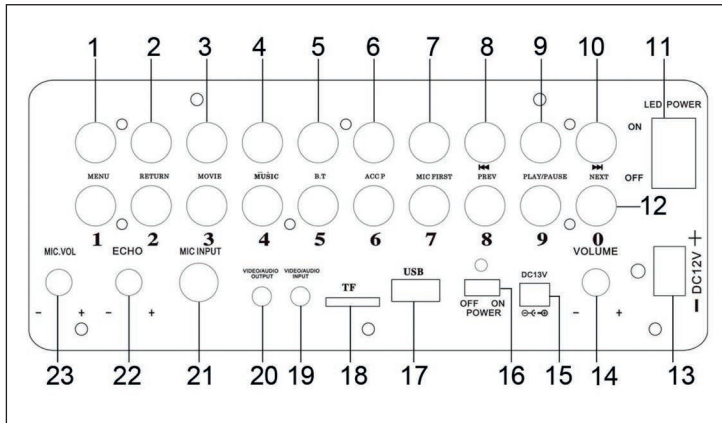 1 2 3 4 5 6 7 8 9 10 11
LED POWER
ON
OFF
MENU RETURN MOVIE MUSIC B.T ACC P MIC FIRST PREV PLAY/PAUSE NEXT
12
1 2 3 4 5 6 7 8 9 0
MIC.VOL ECHO MIC INPUT VIDEO/AUDIO OUTPUT VIDEO/AUDIO INPUT TF USB OFF ON POWER DC13V VOLUME DC12V
- + - + - + - +
23 22 21 20 19 18 17 16 15 14 13